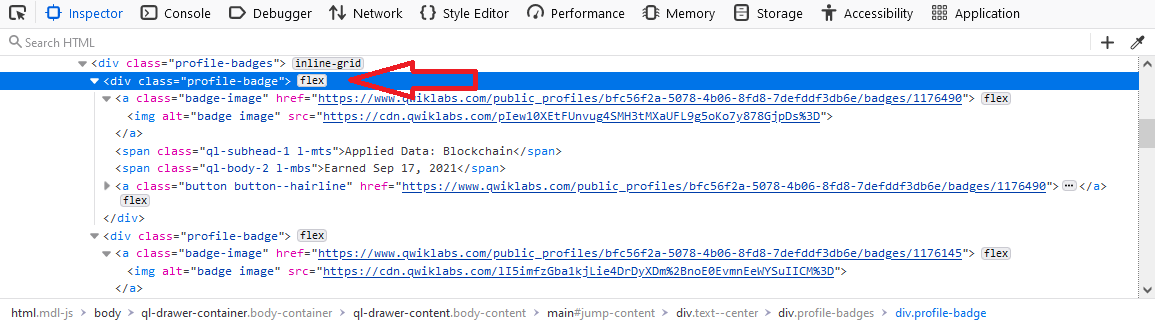 Inspector Console Debugger Network Style Editor Performance Memory Storage Accessibility Application
Search HTML
<div class="profile-badges"> inline-grid
<div class="profile-badge"> flex
<a class="badge-image" href="https://www.qwiklabs.com/public_profiles/bfc56f2a-5078-4b06-8fd8-7defddf3db6e/badges/1176490"> flex
<img alt="badge image" src="https://cdn.qwiklabs.com/pIew10XEtFUnvug4SMH3tMXaUFL9g5oKo7y878GjpDs%3D">
</a>
<span class="ql-subhead-1 l-mts">Applied Data: Blockchain</span>
<span class="ql-body-2 l-mbs">Earned Sep 17, 2021</span>
<a class="button button--hairline" href="https://www.qwiklabs.com/public_profiles/bfc56f2a-5078-4b06-8fd8-7defddf3db6e/badges/1176490"> ⋯ </a>
flex
</div>
<div class="profile-badge"> flex
<a class="badge-image" href="https://www.qwiklabs.com/public_profiles/bfc56f2a-5078-4b06-8fd8-7defddf3db6e/badges/1176145"> flex
<img alt="badge image" src="https://cdn.qwiklabs.com/lI5imfzGba1kjLie4DrDyXDm%2BnoE0EvmnEeWYSuIICM%3D">
</a>
html.mdl-js > body > ql-drawer-container.body-container > ql-drawer-content.body-content > main#jump-content > div.text--center > div.profile-badges > div.profile-badge